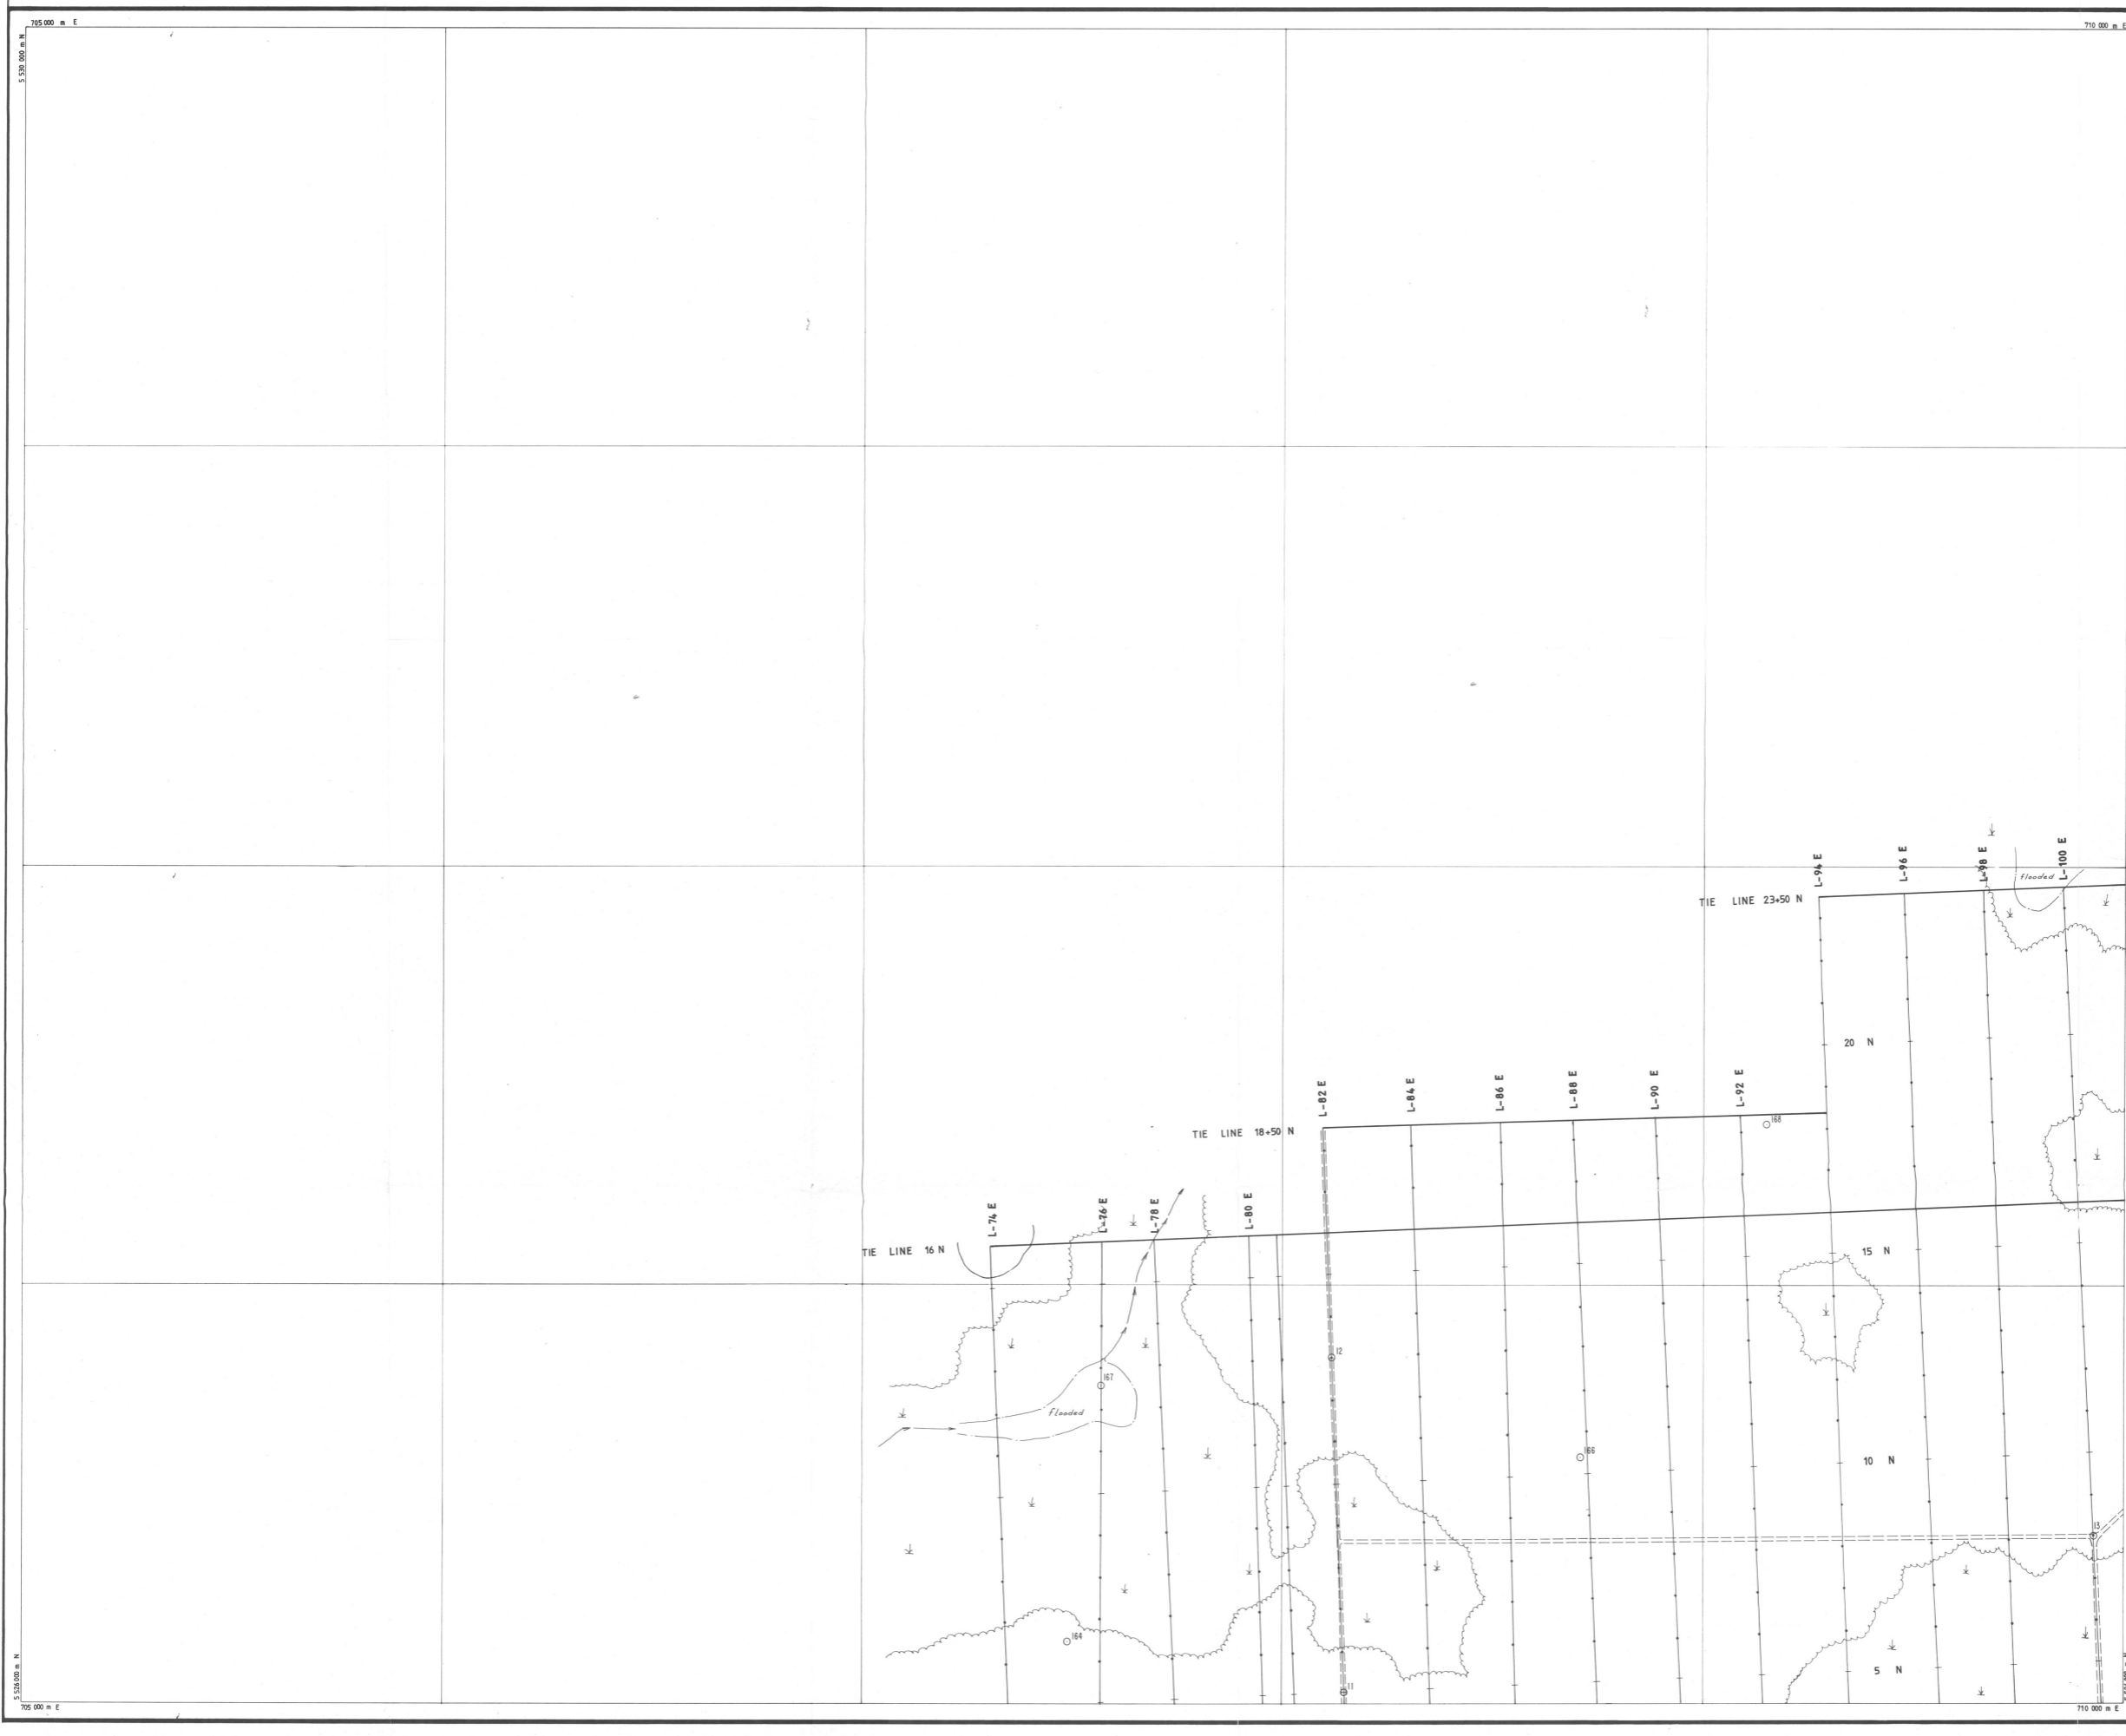 705 000 m E
710 000 m E
5 530 000 m N
L-94 E
L-96 E
L-98 E
L-100 E
flooded
TIE LINE 23+50 N
20 N
L-82 E
L-84 E
L-86 E
L-88 E
L-90 E
L-92 E
168
TIE LINE 18+50 N
L-74 E
L-76 E
L-78 E
L-80 E
TIE LINE 16 N
15 N
12
167
flooded
166
10 N
13
164
5 N
11
5 526 000 m N
705 000 m E
710 000 m E